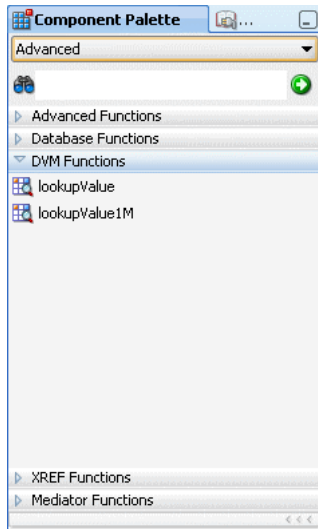 Component Palette ...
Advanced
Advanced Functions
Database Functions
DVM Functions
lookupValue
lookupValue1M
XREF Functions
Mediator Functions